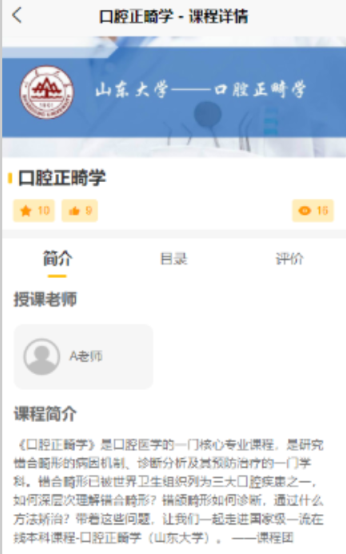 口腔正畸学 - 课程详情
山东大学——口腔正畸学
1901
口腔正畸学
10
9
16
简介
目录
评价
授课老师
A老师
课程简介
《口腔正畸学》是口腔医学的一门核心专业课程，是研究
错合畸形的病因机制、诊断分析及其预防治疗的一门学
科。错合畸形已被世界卫生组织列为三大口腔疾患之一，
如何深层次理解错合畸形？错颌畸形如何诊断，通过什么
方法矫治？带着这些问题，让我们一起走进国家级一流在
线本科课程-口腔正畸学（山东大学）。 ——课程团